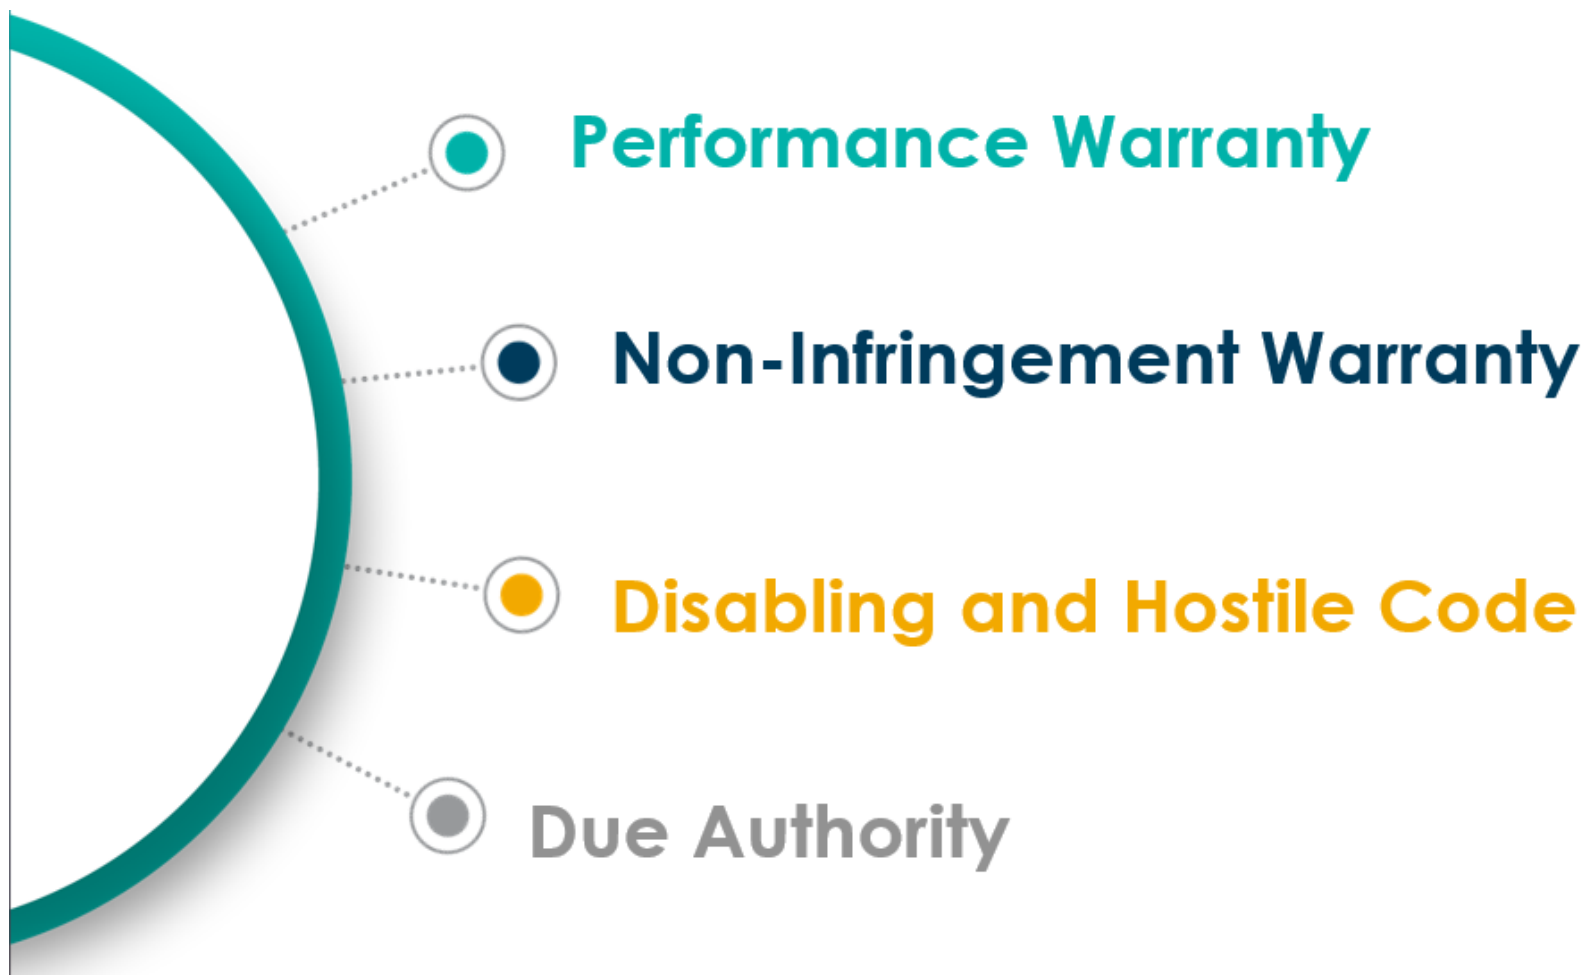 Performance Warranty
Non-Infringement Warranty
Disabling and Hostile Code
Due Authority